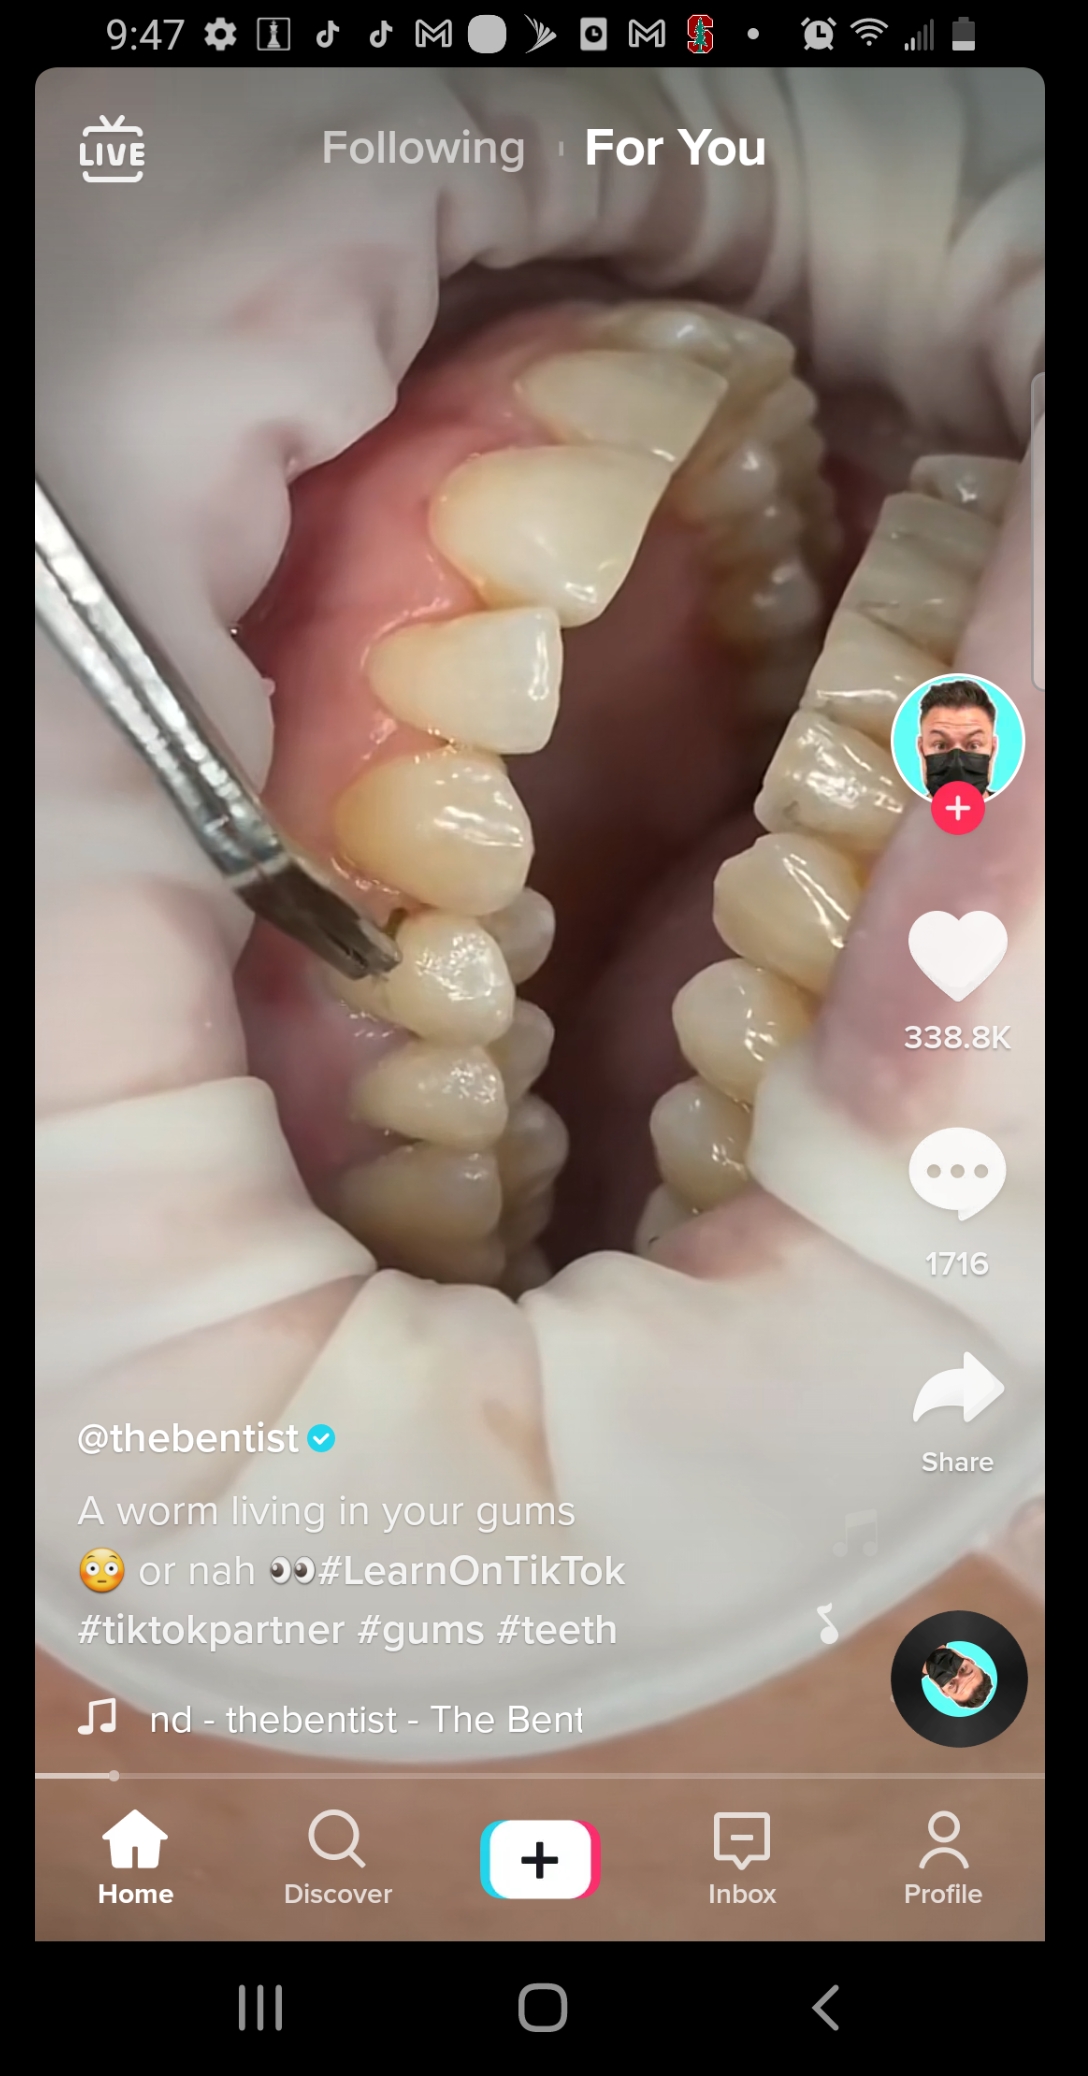 9:47
LIVE
Following
For You
338.8K
1716
Share
@thebentist
A worm living in your gums
😳 or nah 👀#LearnOnTikTok
#tiktokpartner #gums #teeth
nd - thebentist - The Bent
Home
Discover
Inbox
Profile